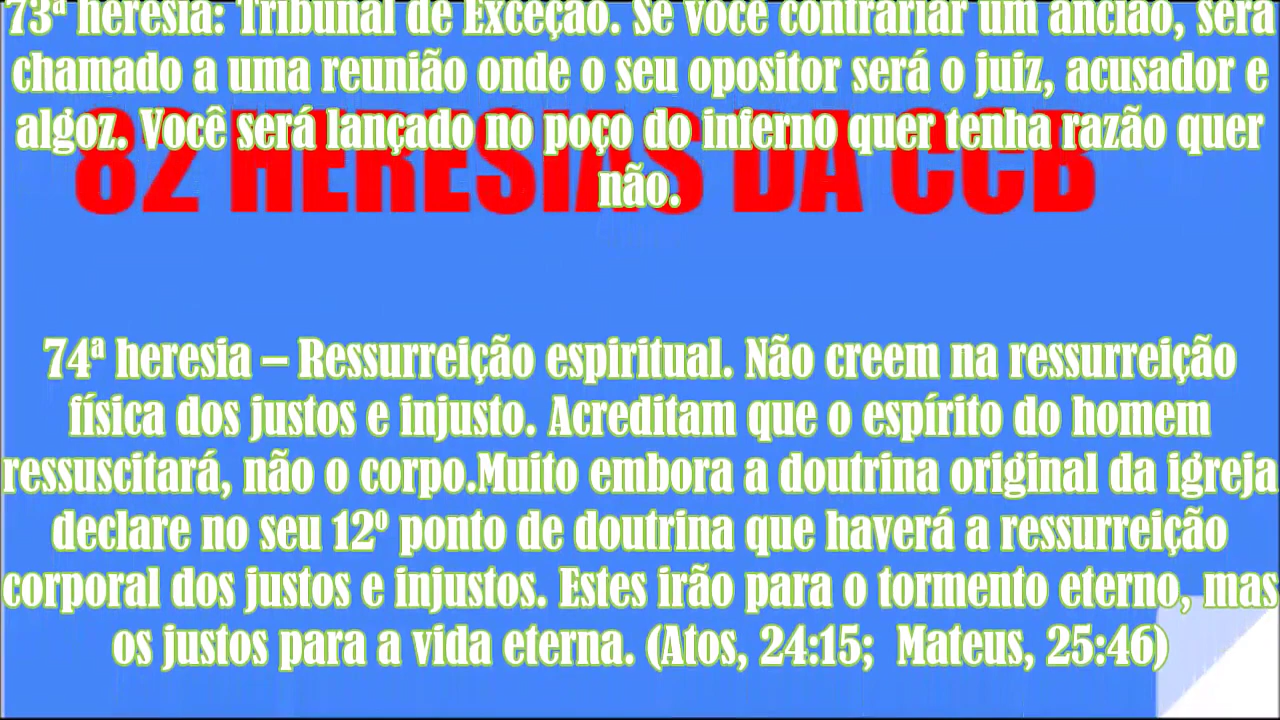 73ª heresia: Tribunal de Exceção. Se você contrariar um ancião, será
chamado a uma reunião onde o seu opositor será o juiz, acusador e
algoz. Você será lançado no poço do inferno quer tenha razão quer
não.
82 HERESIAS DA CCB
74ª heresia – Ressurreição espiritual. Não creem na ressurreição
física dos justos e injusto. Acreditam que o espírito do homem
ressuscitará, não o corpo.Muito embora a doutrina original da igreja
declare no seu 12º ponto de doutrina que haverá a ressurreição
corporal dos justos e injustos. Estes irão para o tormento eterno, mas
os justos para a vida eterna. (Atos, 24:15; Mateus, 25:46)